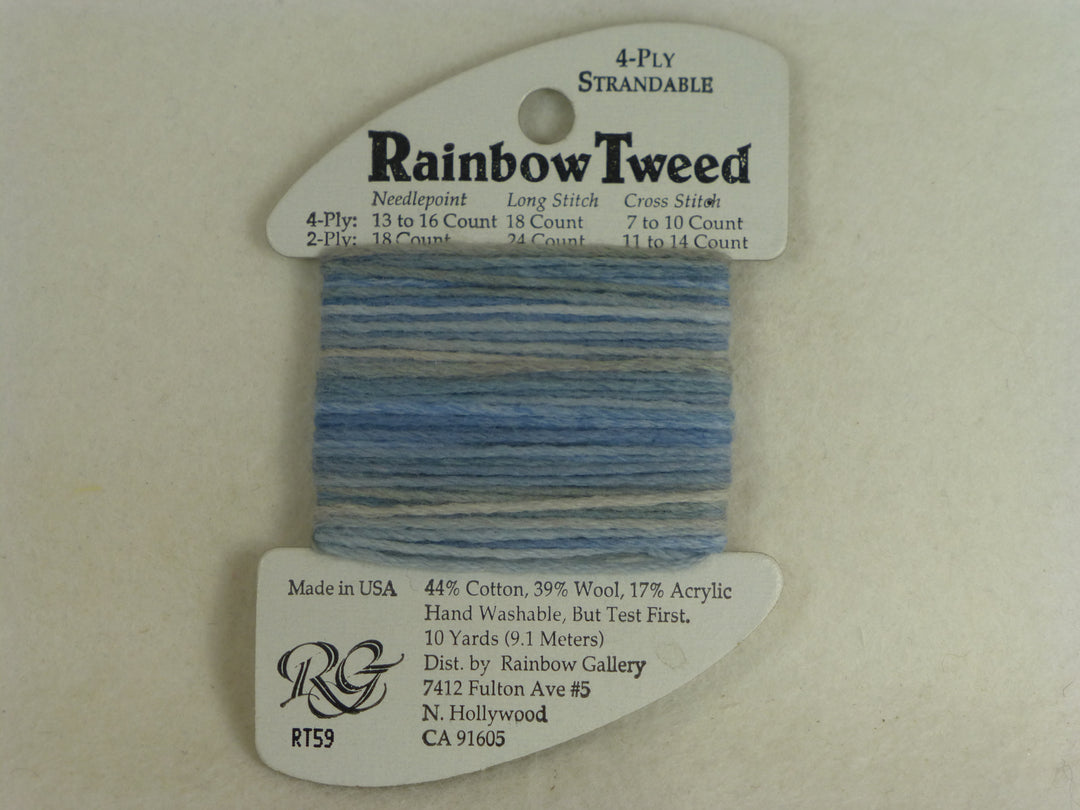 4-PLY
STRANDABLE
Rainbow Tweed
Needlepoint Long Stitch Cross Stitch
4-Ply: 13 to 16 Count 18 Count 7 to 10 Count
2-Ply: 18 Count 24 Count 11 to 14 Count
Made in USA 44% Cotton, 39% Wool, 17% Acrylic
Hand Washable, But Test First.
10 Yards (9.1 Meters)
Dist. by Rainbow Gallery
7412 Fulton Ave #5
N. Hollywood
CA 91605
RG
RT59